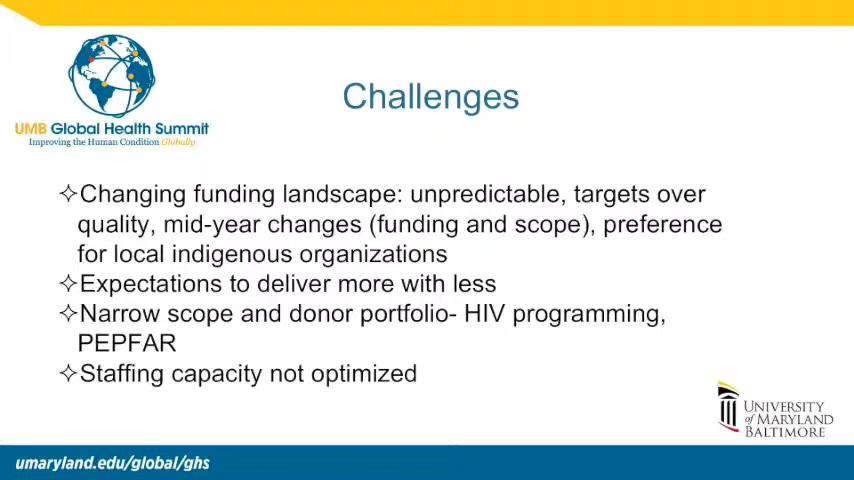 UMB Global Health Summit
Improving the Human Condition Globally
Challenges
✧Changing funding landscape: unpredictable, targets over
quality, mid-year changes (funding and scope), preference
for local indigenous organizations
✧Expectations to deliver more with less
✧Narrow scope and donor portfolio- HIV programming,
PEPFAR
✧Staffing capacity not optimized
UNIVERSITY
of MARYLAND
BALTIMORE
umaryland.edu/global/ghs